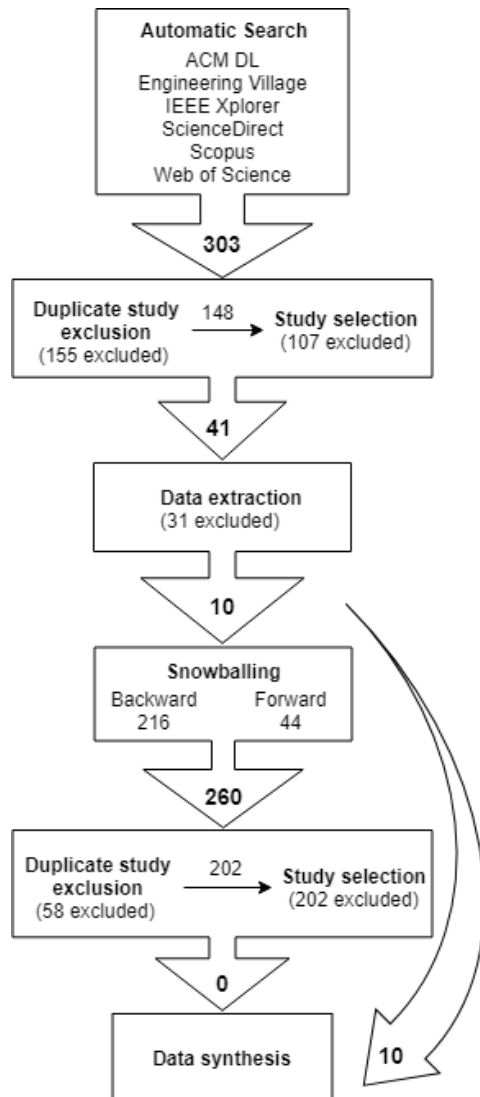 Automatic Search
ACM DL
Engineering Village
IEEE Xplorer
ScienceDirect
Scopus
Web of Science
303
Duplicate study
exclusion
(155 excluded)
148
Study selection
(107 excluded)
41
Data extraction
(31 excluded)
10
Snowballing
Backward
216
Forward
44
260
Duplicate study
exclusion
(58 excluded)
202
Study selection
(202 excluded)
0
Data synthesis
10